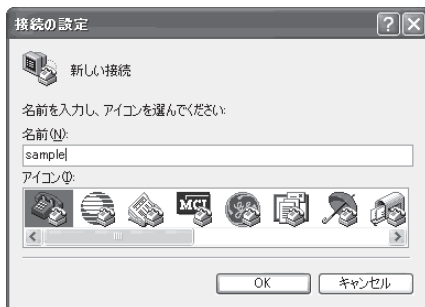 接続の設定
新しい接続
名前を入力し、アイコンを選んでください:
名前(N):
sample
アイコン(I):
MCI
OK
キャンセル